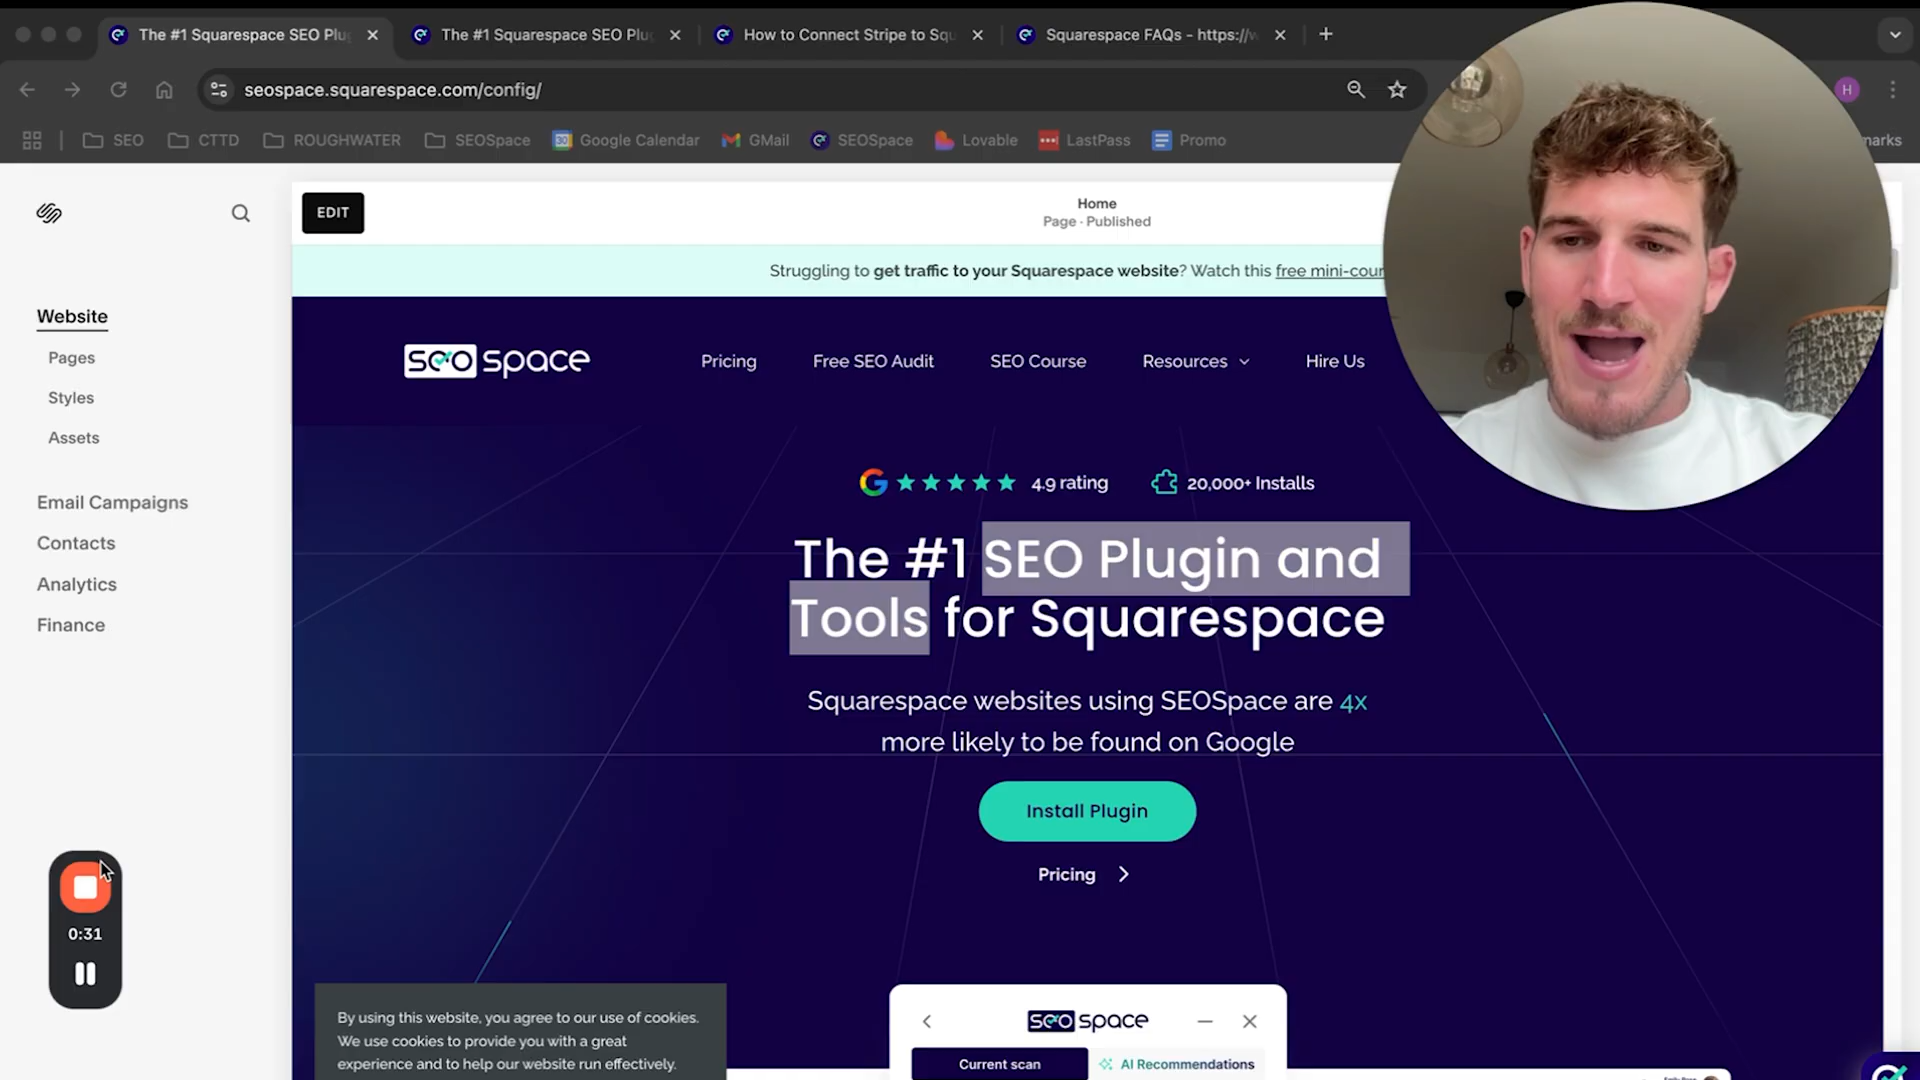 The #1 Squarespace SEO Plu
The #1 Squarespace SEO Plu
How to Connect Stripe to Squ
Squarespace FAQs - https://w
seospace.squarespace.com/config/
H
SEO
CTTD
ROUGHWATER
SEOSpace
Google Calendar
GMail
SEOSpace
Lovable
LastPass
Promo
EDIT
Home
Page · Published
Struggling to get traffic to your Squarespace website? Watch this free mini-cour
Website
Pages
Styles
Assets
Email Campaigns
Contacts
Analytics
Finance
seo space
Pricing
Free SEO Audit
SEO Course
Resources
Hire Us
4.9 rating
20,000+ Installs
The #1 SEO Plugin and
Tools for Squarespace
Squarespace websites using SEOSpace are 4x
more likely to be found on Google
Install Plugin
Pricing
0:31
By using this website, you agree to our use of cookies.
We use cookies to provide you with a great
experience and to help our website run effectively.
seo space
Current scan
AI Recommendations